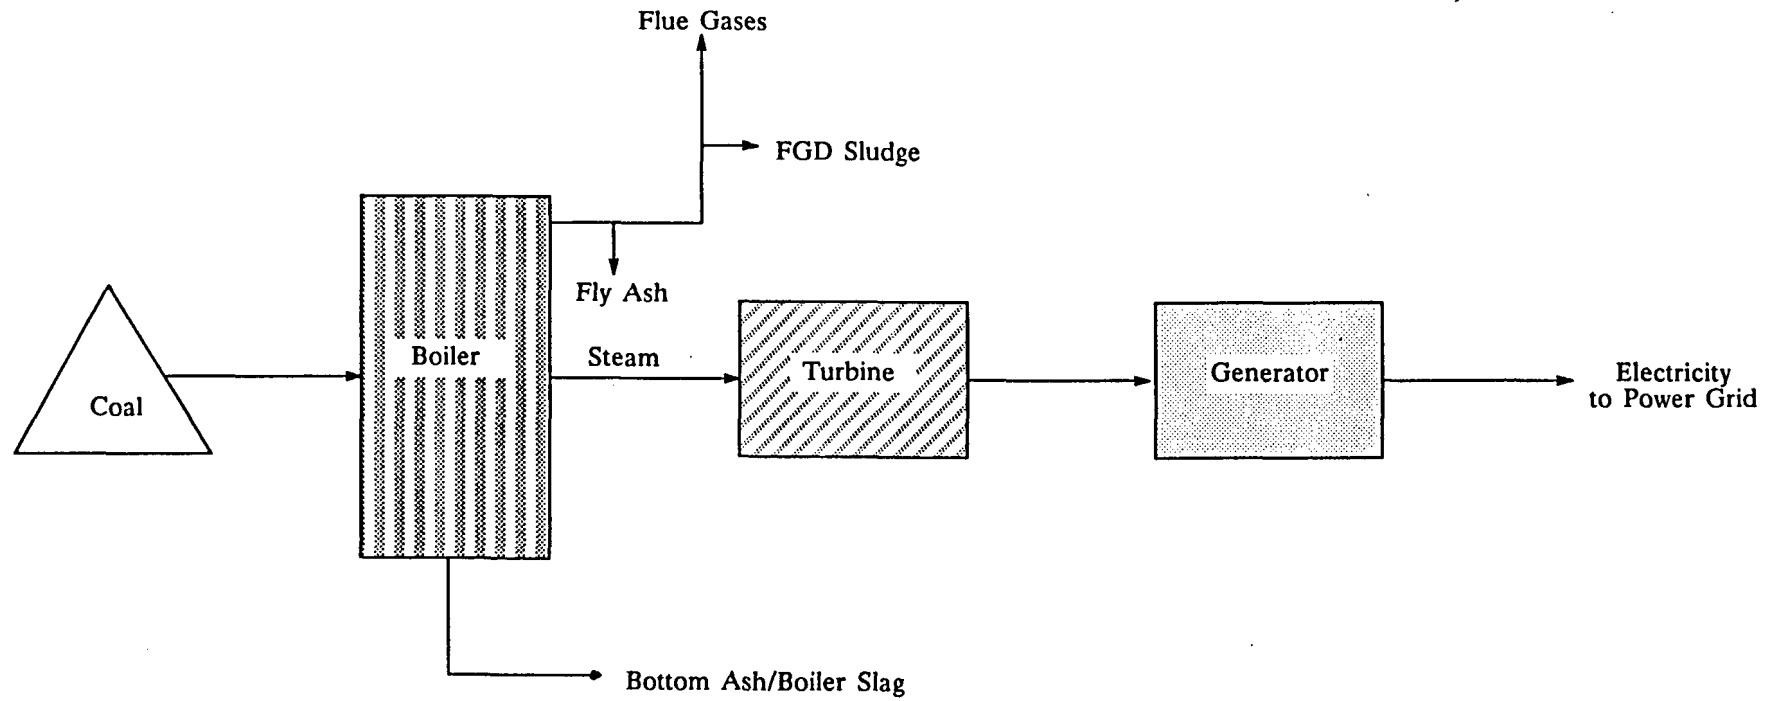 Flue Gases
FGD Sludge
Fly Ash
Boiler
Steam
Turbine
Generator
Electricity
to Power Grid
Coal
Bottom Ash/Boiler Slag